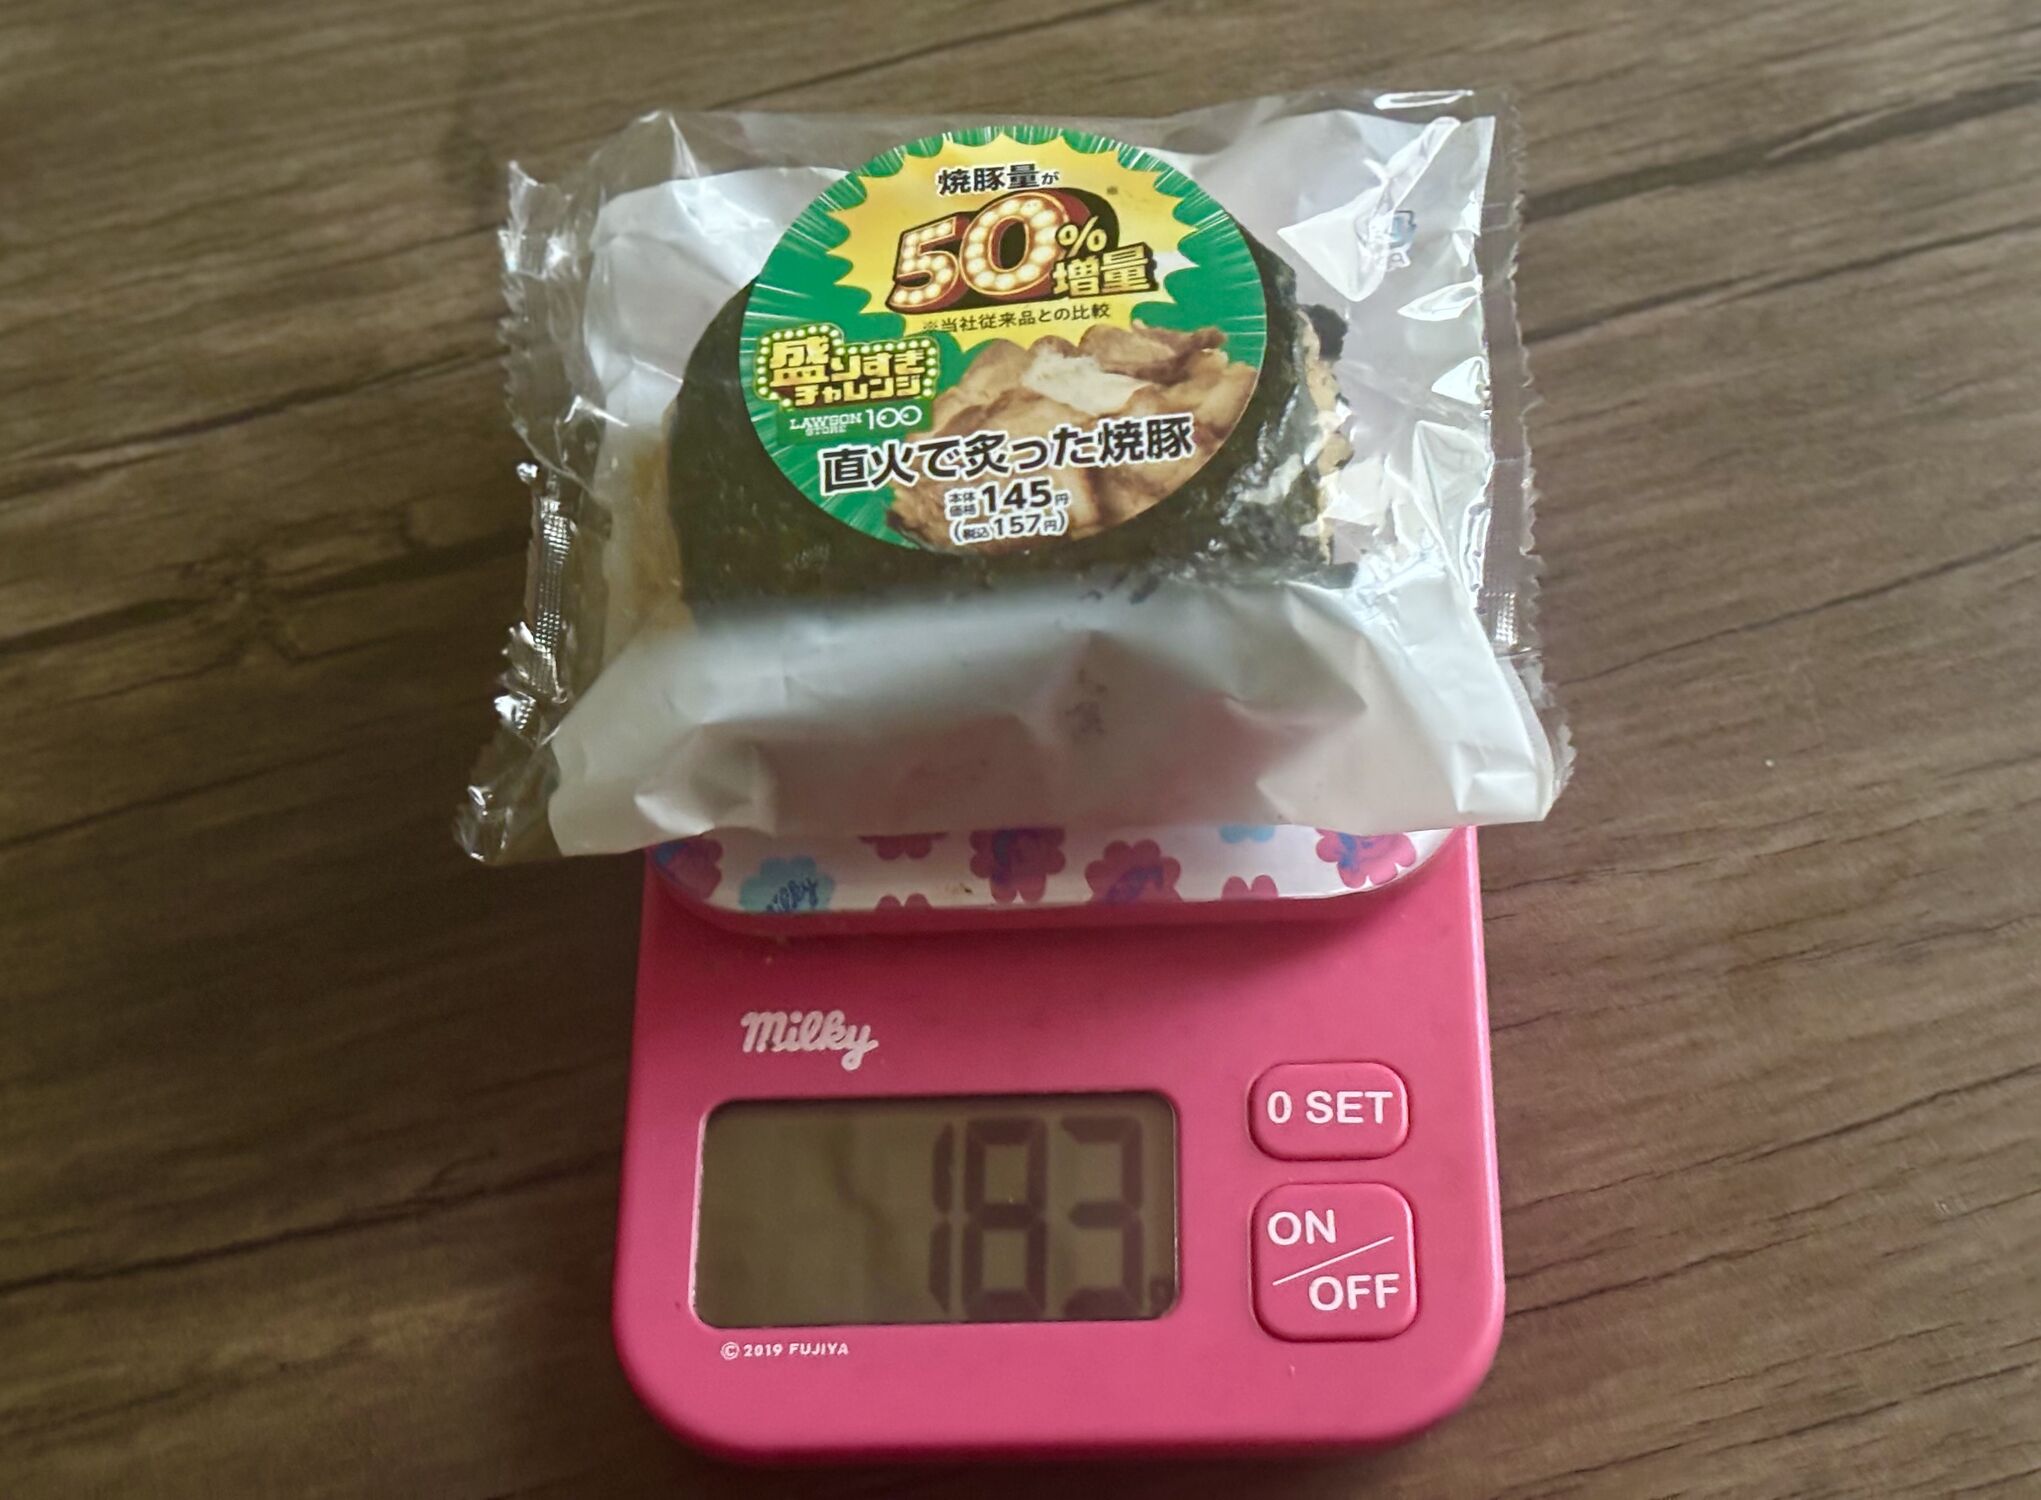 焼豚量が
50%増量※
※当社従来品との比較
盛りすぎ
チャレンジ
LAWSON
STORE 100
直火で炙った焼豚
本体価格145円
(税込157円)
Milky
183g
0 SET
ON
OFF
©2019 FUJIYA